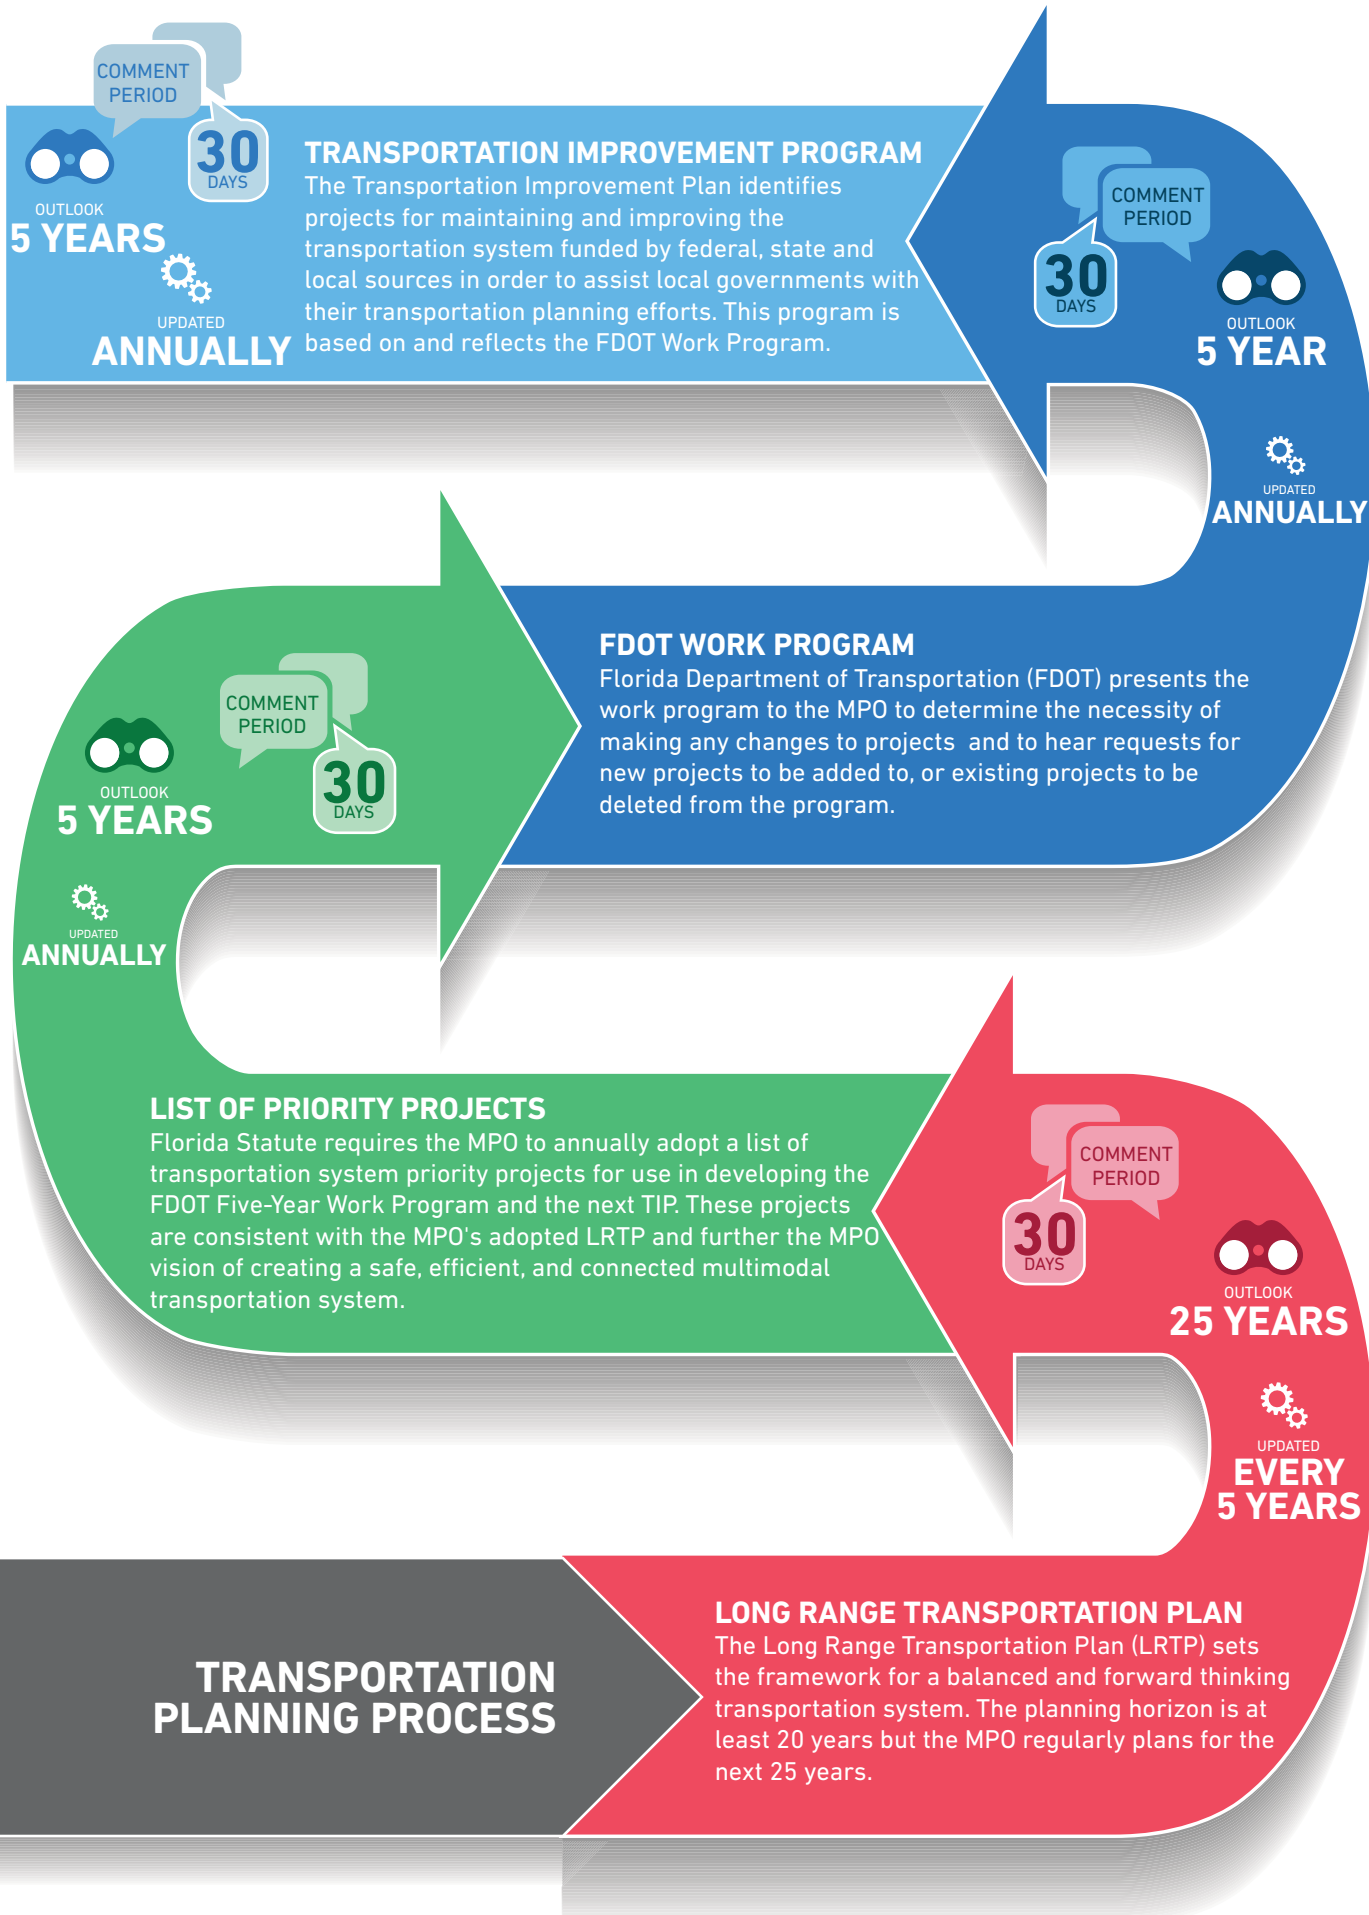 COMMENT
PERIOD
30
DAYS
OUTLOOK
5 YEARS
UPDATED
ANNUALLY
TRANSPORTATION IMPROVEMENT PROGRAM
The Transportation Improvement Plan identifies
projects for maintaining and improving the
transportation system funded by federal, state and
local sources in order to assist local governments with
their transportation planning efforts. This program is
based on and reflects the FDOT Work Program.
COMMENT
PERIOD
30
DAYS
OUTLOOK
5 YEAR
UPDATED
ANNUALLY
FDOT WORK PROGRAM
Florida Department of Transportation (FDOT) presents the
work program to the MPO to determine the necessity of
making any changes to projects and to hear requests for
new projects to be added to, or existing projects to be
deleted from the program.
COMMENT
PERIOD
30
DAYS
OUTLOOK
5 YEARS
UPDATED
ANNUALLY
LIST OF PRIORITY PROJECTS
Florida Statute requires the MPO to annually adopt a list of
transportation system priority projects for use in developing the
FDOT Five-Year Work Program and the next TIP. These projects
are consistent with the MPO's adopted LRTP and further the MPO
vision of creating a safe, efficient, and connected multimodal
transportation system.
COMMENT
PERIOD
30
DAYS
OUTLOOK
25 YEARS
UPDATED
EVERY
5 YEARS
LONG RANGE TRANSPORTATION PLAN
The Long Range Transportation Plan (LRTP) sets
the framework for a balanced and forward thinking
transportation system. The planning horizon is at
least 20 years but the MPO regularly plans for the
next 25 years.
TRANSPORTATION
PLANNING PROCESS